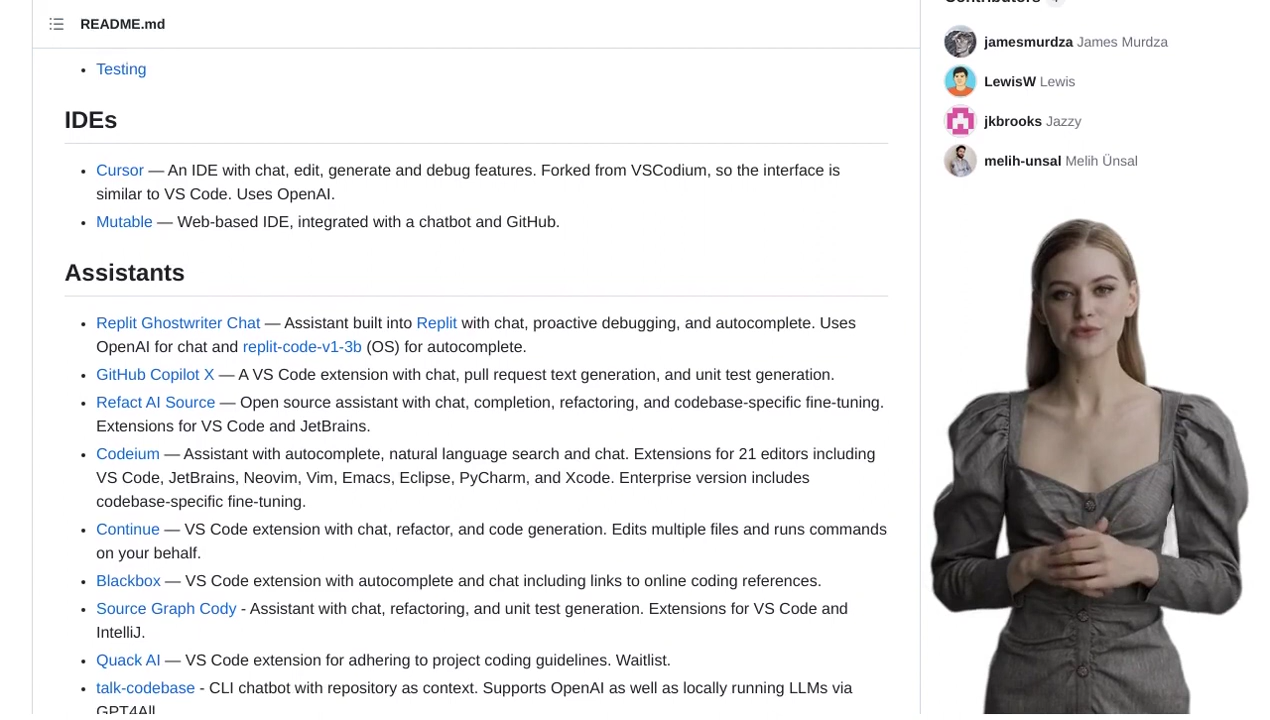 README.md
Testing
IDEs
Cursor — An IDE with chat, edit, generate and debug features. Forked from VSCodium, so the interface is
similar to VS Code. Uses OpenAI.
Mutable — Web-based IDE, integrated with a chatbot and GitHub.
Assistants
Replit Ghostwriter Chat — Assistant built into Replit with chat, proactive debugging, and autocomplete. Uses
OpenAI for chat and replit-code-v1-3b (OS) for autocomplete.
GitHub Copilot X — A VS Code extension with chat, pull request text generation, and unit test generation.
Refact AI Source — Open source assistant with chat, completion, refactoring, and codebase-specific fine-tuning.
Extensions for VS Code and JetBrains.
Codeium — Assistant with autocomplete, natural language search and chat. Extensions for 21 editors including
VS Code, JetBrains, Neovim, Vim, Emacs, Eclipse, PyCharm, and Xcode. Enterprise version includes
codebase-specific fine-tuning.
Continue — VS Code extension with chat, refactor, and code generation. Edits multiple files and runs commands
on your behalf.
Blackbox — VS Code extension with autocomplete and chat including links to online coding references.
Source Graph Cody - Assistant with chat, refactoring, and unit test generation. Extensions for VS Code and
IntelliJ.
Quack AI — VS Code extension for adhering to project coding guidelines. Waitlist.
talk-codebase - CLI chatbot with repository as context. Supports OpenAI as well as locally running LLMs via
GPT4All
Contributors
jamesmurdza James Murdza
LewisW Lewis
jkbrooks Jazzy
melih-unsal Melih Ünsal